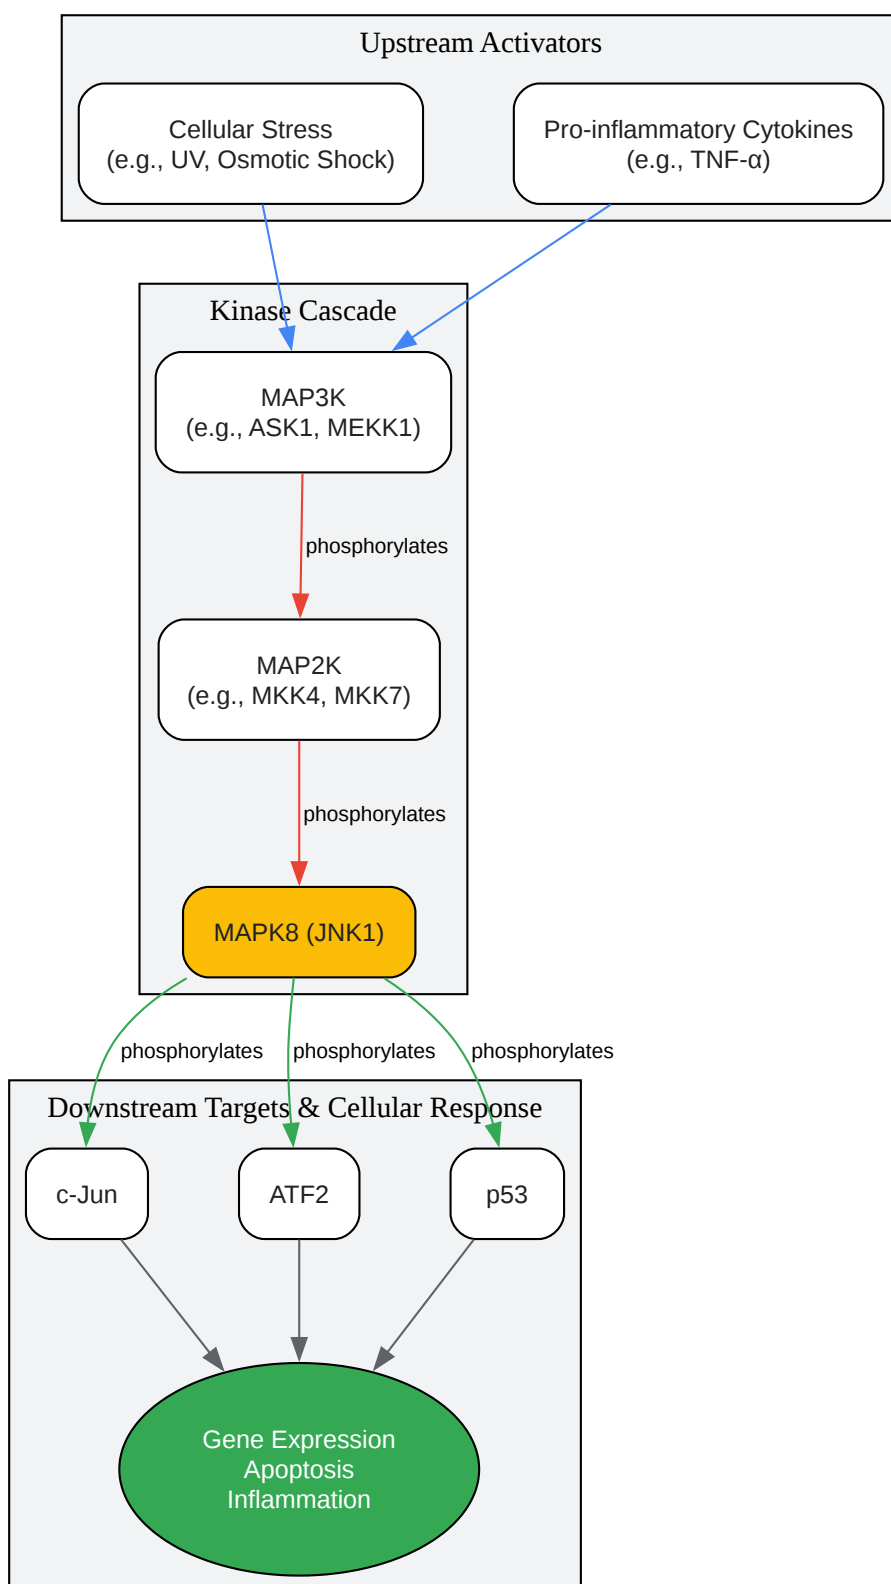 Upstream Activators
Cellular Stress
(e.g., UV, Osmotic Shock)
Pro-inflammatory Cytokines
(e.g., TNF-α)
Kinase Cascade
MAP3K
(e.g., ASK1, MEKK1)
phosphorylates
MAP2K
(e.g., MKK4, MKK7)
phosphorylates
MAPK8 (JNK1)
phosphorylates
phosphorylates
phosphorylates
Downstream Targets & Cellular Response
c-Jun
ATF2
p53
Gene Expression
Apoptosis
Inflammation